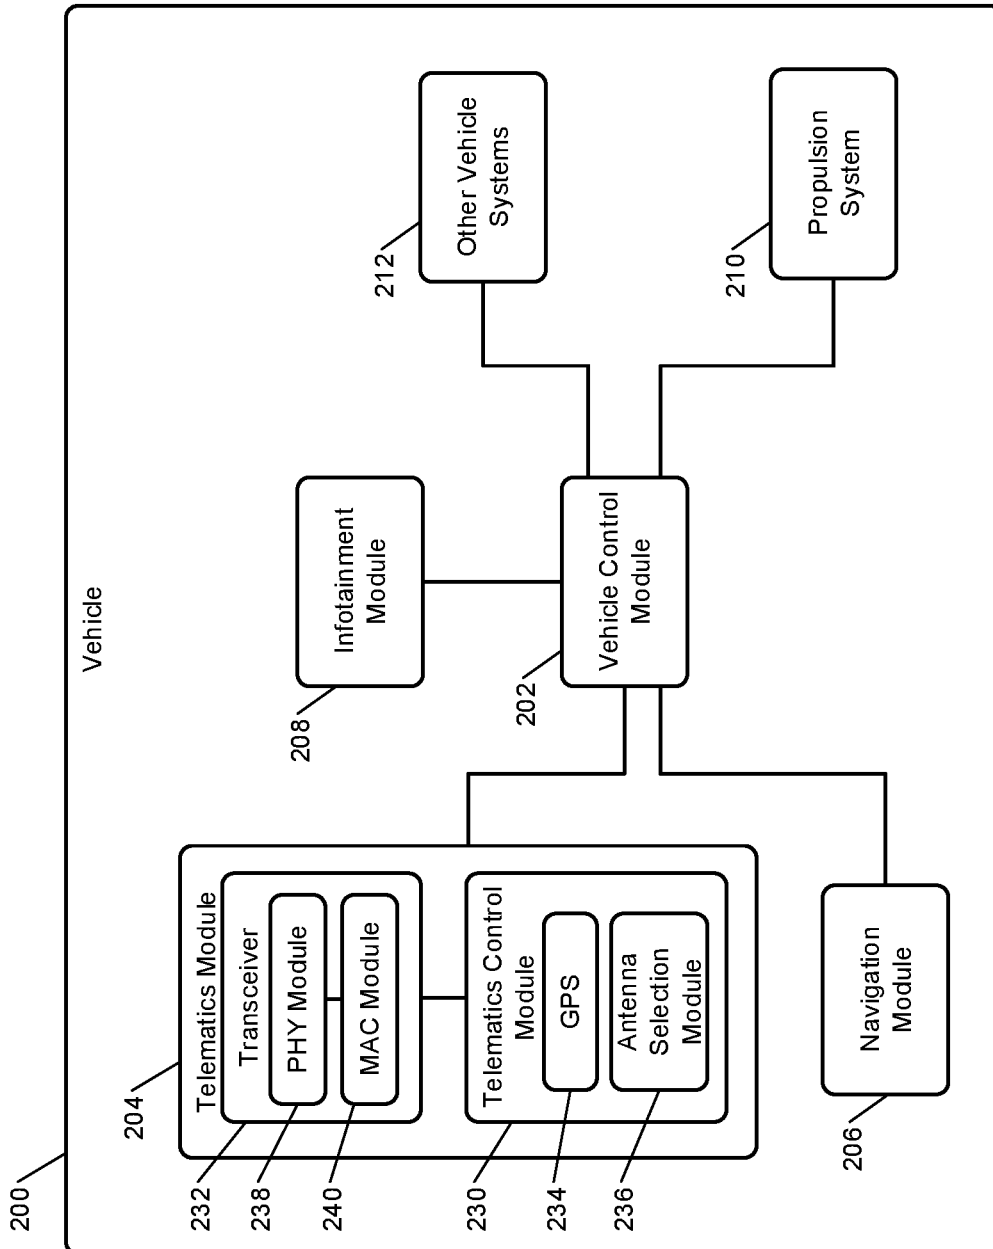 200
Vehicle
204
Telematics Module
232
Transceiver
238
PHY Module
240
MAC Module
230
Telematics Control
Module
234
GPS
236
Antenna
Selection
Module
206
Navigation
Module
208
Infotainment
Module
202
Vehicle Control
Module
212
Other Vehicle
Systems
210
Propulsion
System